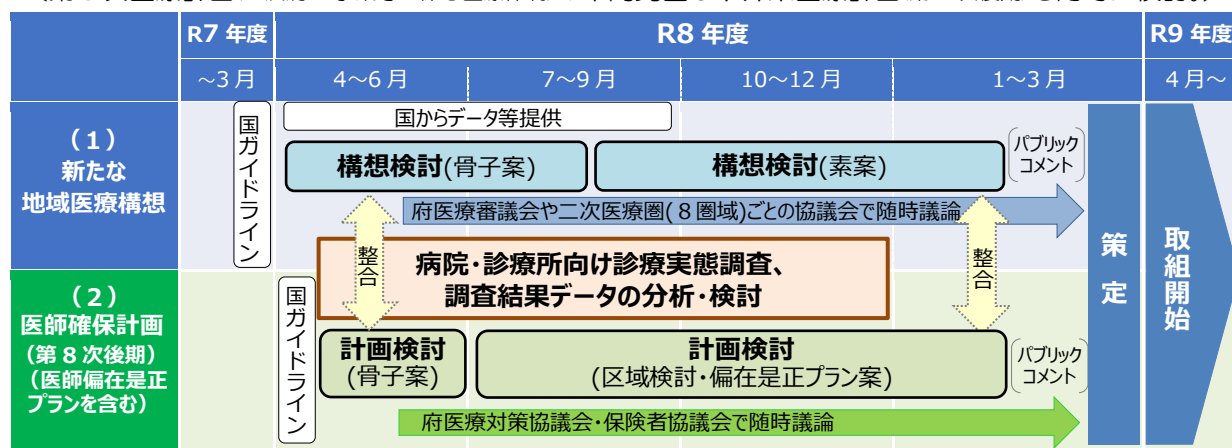 R7 年度
R8 年度
R9 年度
～3 月
4～6 月
7～9 月
10～12 月
1～3 月
4 月～
(1)
新たな
地域医療構想
国ガイドライン
国からデータ等提供
構想検討(骨子案)
構想検討(素案)
パブリック
コメント
府医療審議会や二次医療圏(8圏域)ごとの協議会で随時議論
整合
病院・診療所向け診療実態調査、
調査結果データの分析・検討
整合
策定
取組開始
(2)
医師確保計画
(第 8 次後期)
(医師偏在是正
プランを含む)
国ガイドライン
計画検討
(骨子案)
計画検討
(区域検討・偏在是正プラン案)
パブリック
コメント
府医療対策協議会・保険者協議会で随時議論